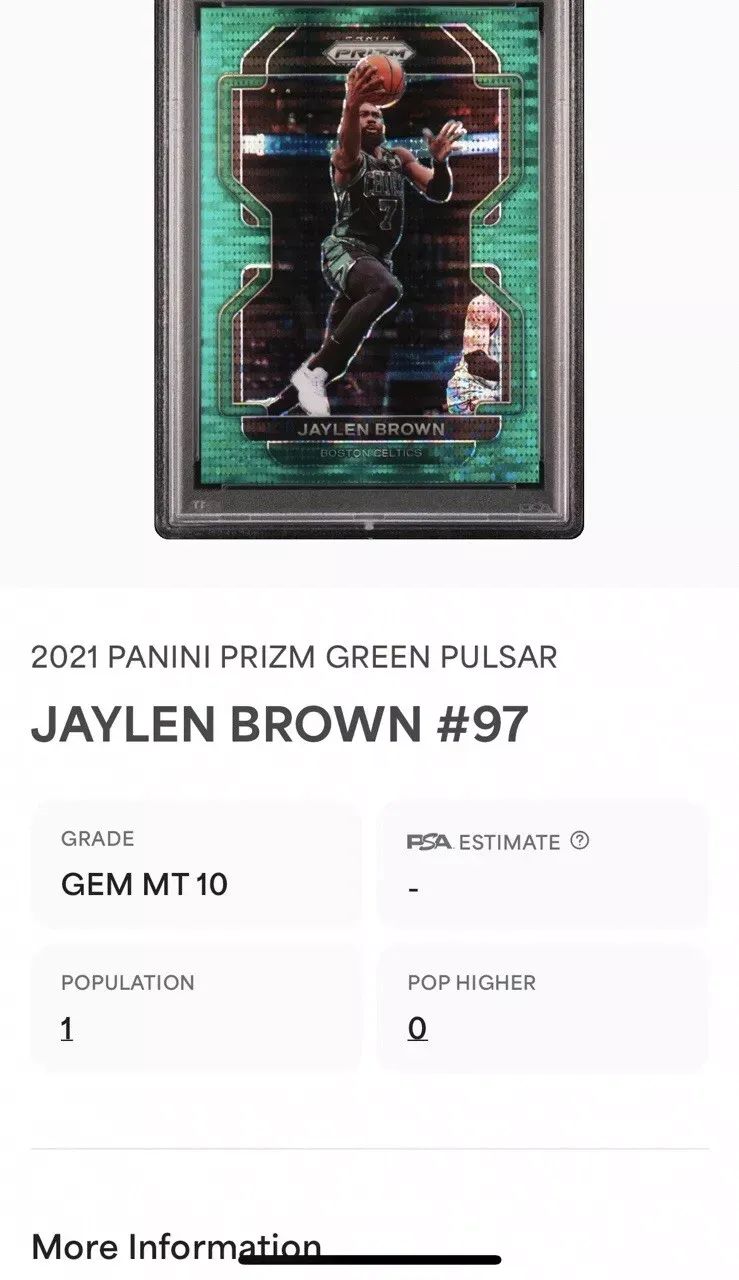 PANINI
PRIZM
7
JAYLEN BROWN
BOSTON CELTICS
2021 PANINI PRIZM GREEN PULSAR
JAYLEN BROWN #97
GRADE
GEM MT 10
PSA ESTIMATE ?
-
POPULATION
1
POP HIGHER
0
More Information